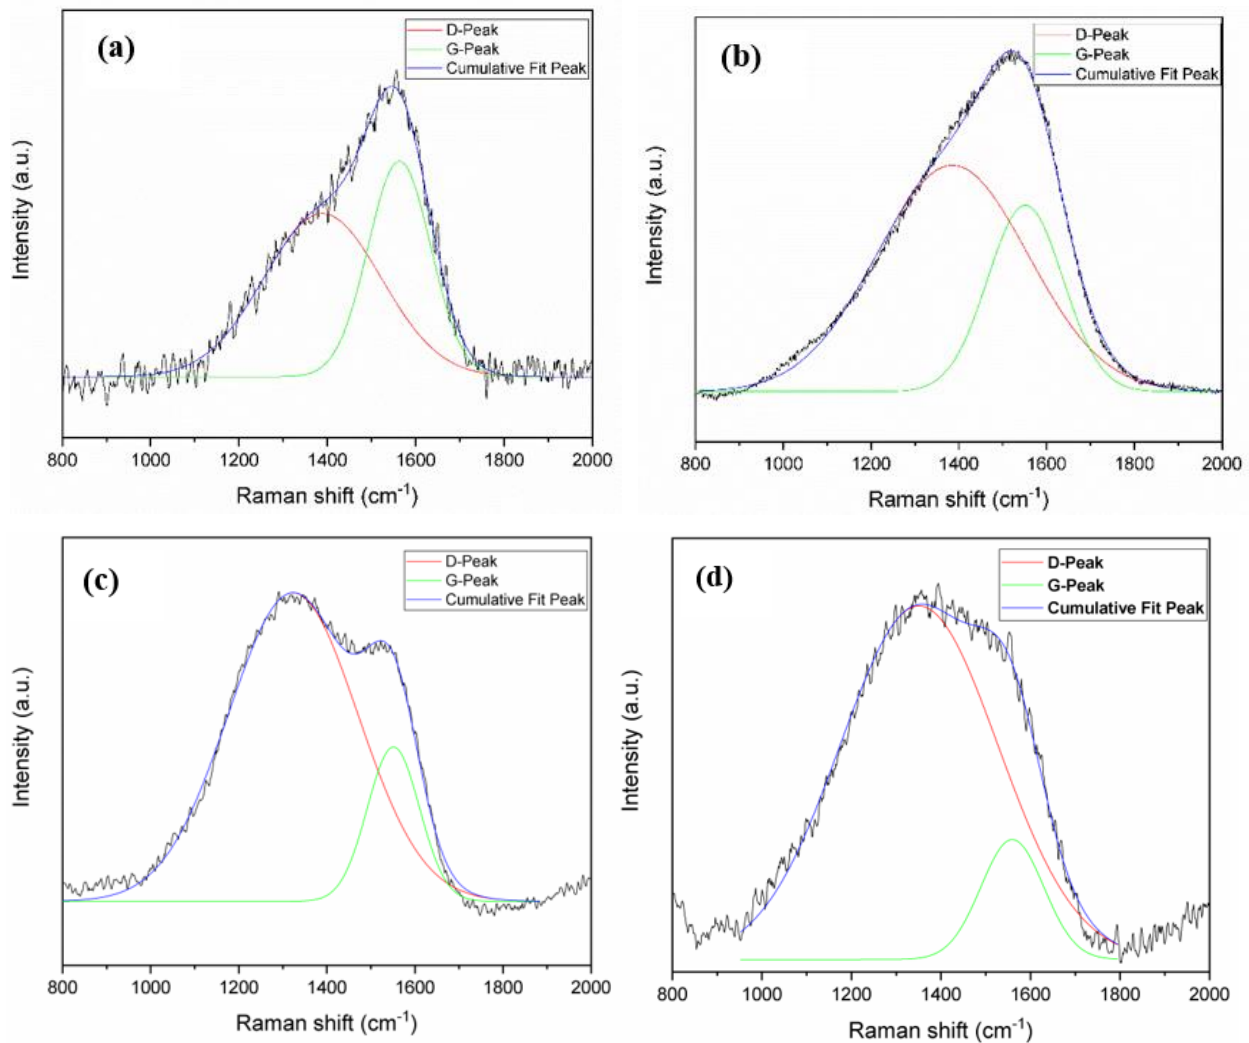 (a)
D-Peak
G-Peak
Cumulative Fit Peak
Intensity (a.u.)
800 1000 1200 1400 1600 1800 2000
Raman shift (cm⁻¹)
(b)
D-Peak
G-Peak
Cumulative Fit Peak
Intensity (a.u.)
800 1000 1200 1400 1600 1800 2000
Raman shift (cm⁻¹)
(c)
D-Peak
G-Peak
Cumulative Fit Peak
Intensity (a.u.)
800 1000 1200 1400 1600 1800 2000
Raman shift (cm⁻¹)
(d)
D-Peak
G-Peak
Cumulative Fit Peak
Intensity (a.u.)
800 1000 1200 1400 1600 1800 2000
Raman shift (cm⁻¹)